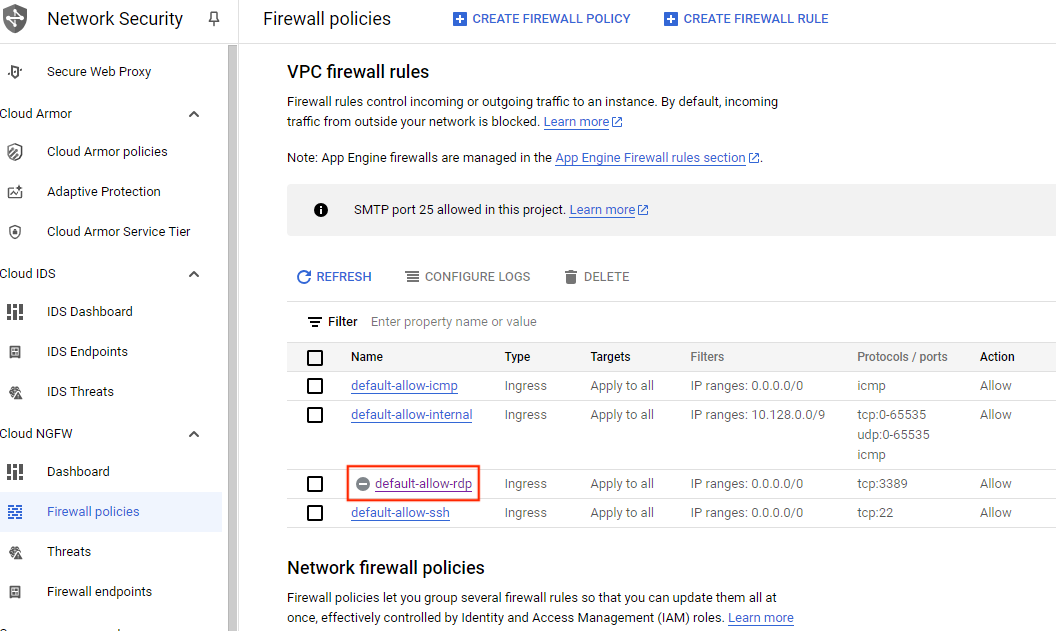 Network Security
Firewall policies
CREATE FIREWALL POLICY
CREATE FIREWALL RULE
Secure Web Proxy
Cloud Armor
Cloud Armor policies
Adaptive Protection
Cloud Armor Service Tier
Cloud IDS
IDS Dashboard
IDS Endpoints
IDS Threats
Cloud NGFW
Dashboard
Firewall policies
Threats
Firewall endpoints
VPC firewall rules
Firewall rules control incoming or outgoing traffic to an instance. By default, incoming
traffic from outside your network is blocked. Learn more
Note: App Engine firewalls are managed in the App Engine Firewall rules section.
SMTP port 25 allowed in this project. Learn more
REFRESH CONFIGURE LOGS DELETE
Filter Enter property name or value
Name Type Targets Filters Protocols / ports Action
default-allow-icmp Ingress Apply to all IP ranges: 0.0.0.0/0 icmp Allow
default-allow-internal Ingress Apply to all IP ranges: 10.128.0.0/9 tcp:0-65535 Allow
udp:0-65535
icmp
default-allow-rdp Ingress Apply to all IP ranges: 0.0.0.0/0 tcp:3389 Allow
default-allow-ssh Ingress Apply to all IP ranges: 0.0.0.0/0 tcp:22 Allow
Network firewall policies
Firewall policies let you group several firewall rules so that you can update them all at
once, effectively controlled by Identity and Access Management (IAM) roles. Learn more